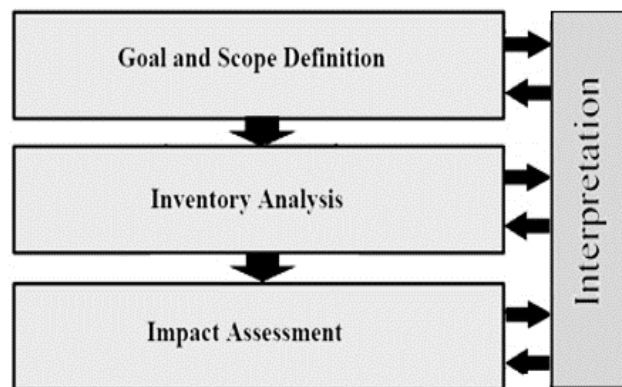 Goal and Scope Definition
Inventory Analysis
Impact Assessment
Interpretation